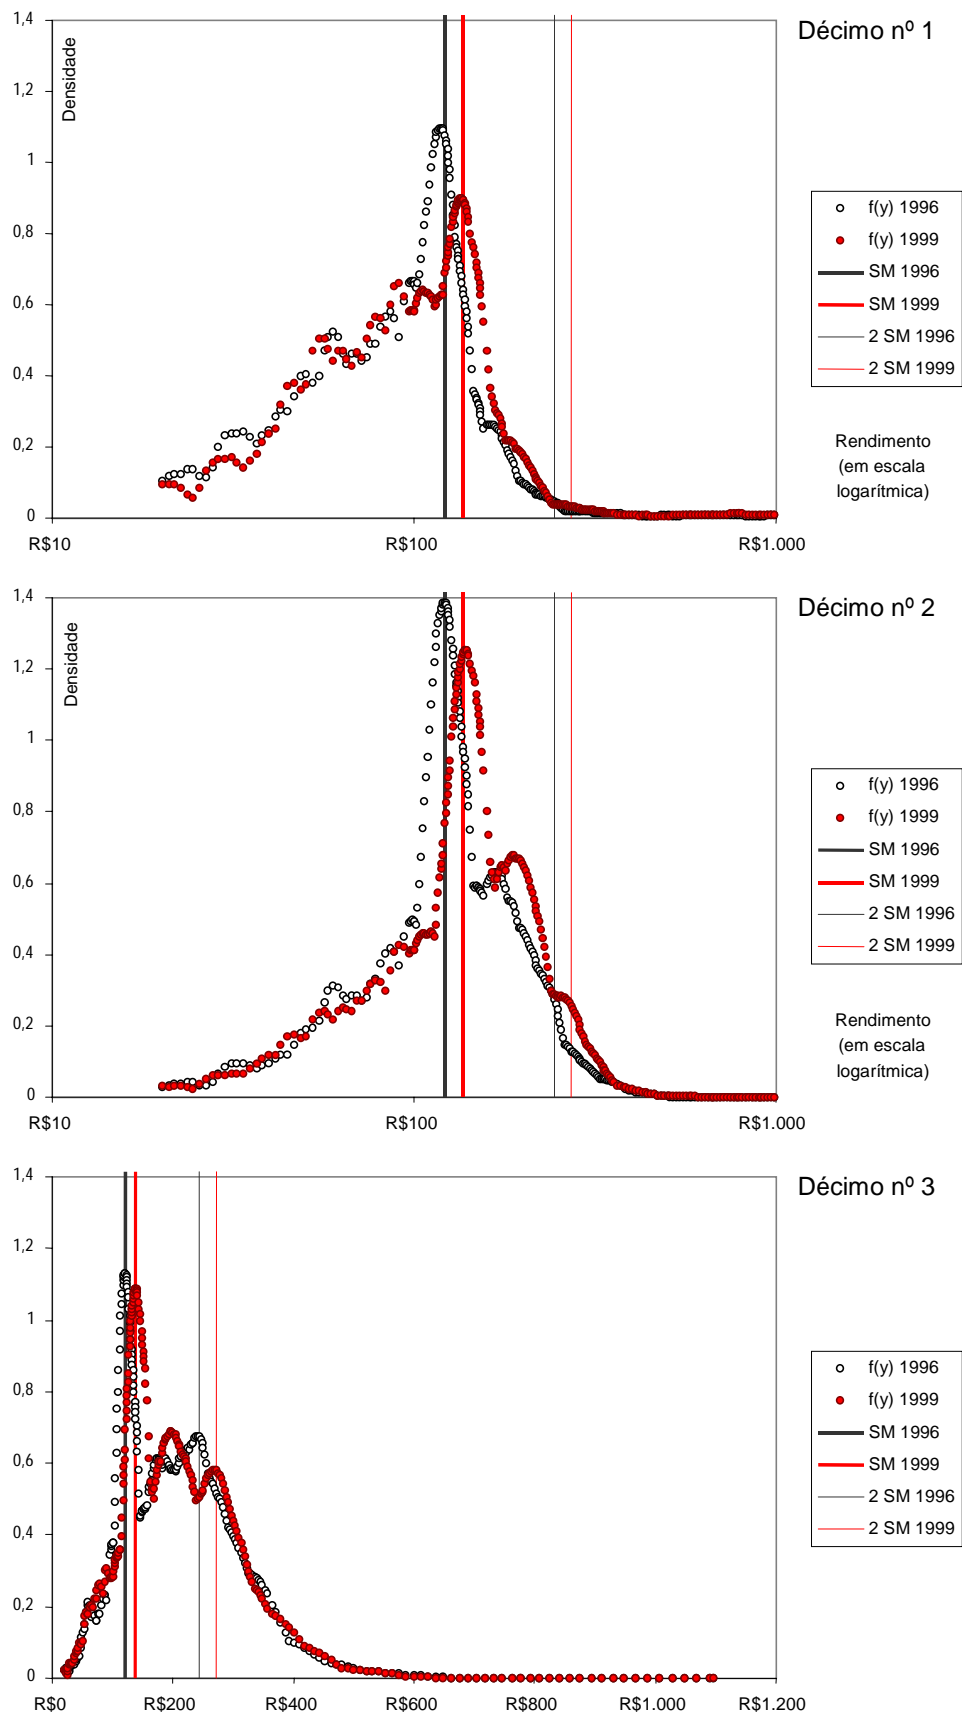 Décimo nº 1
Densidade
1,4
1,2
1
0,8
0,6
0,4
0,2
0
R$10
R$100
R$1.000
f(y) 1996
f(y) 1999
SM 1996
SM 1999
2 SM 1996
2 SM 1999
Rendimento
(em escala
logarítmica)
Décimo nº 2
Densidade
1,4
1,2
1
0,8
0,6
0,4
0,2
0
R$10
R$100
R$1.000
f(y) 1996
f(y) 1999
SM 1996
SM 1999
2 SM 1996
2 SM 1999
Rendimento
(em escala
logarítmica)
Décimo nº 3
1,4
1,2
1
0,8
0,6
0,4
0,2
0
R$0
R$200
R$400
R$600
R$800
R$1.000
R$1.200
f(y) 1996
f(y) 1999
SM 1996
SM 1999
2 SM 1996
2 SM 1999